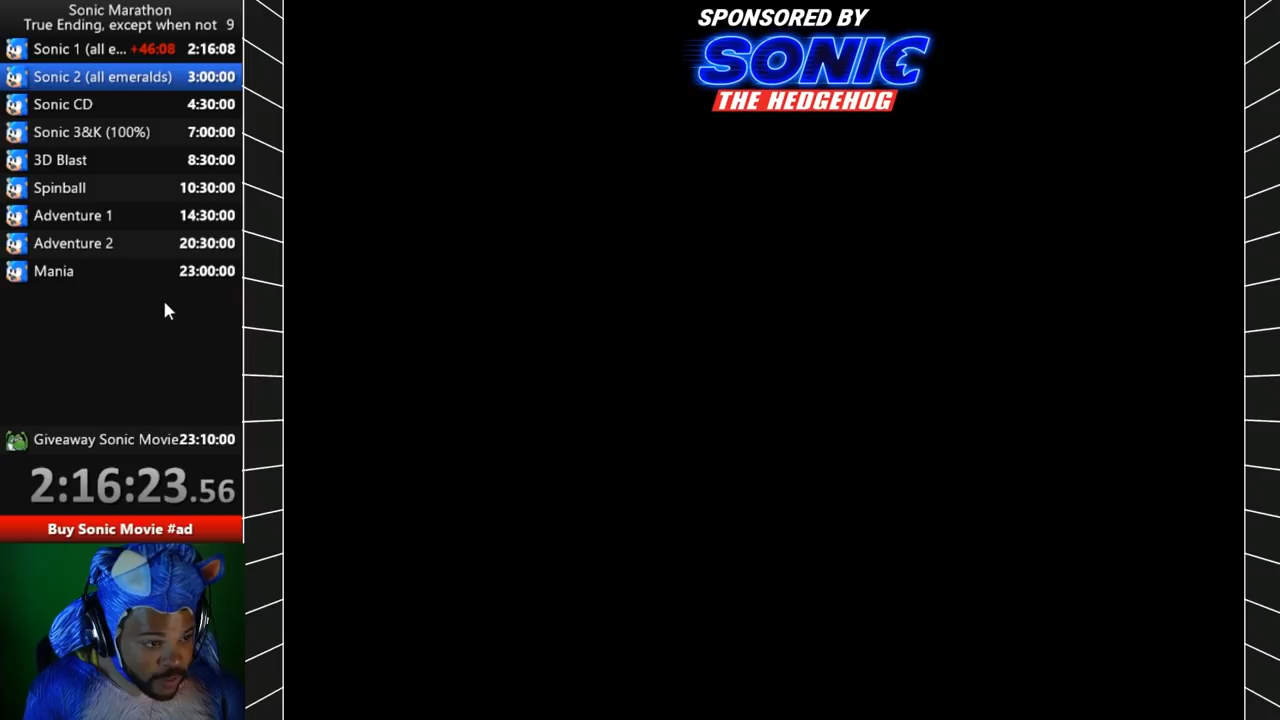 Sonic Marathon
True Ending, except when not 9
Sonic 1 (all e... +46:08 2:16:08
Sonic 2 (all emeralds) 3:00:00
Sonic CD 4:30:00
Sonic 3&K (100%) 7:00:00
3D Blast 8:30:00
Spinball 10:30:00
Adventure 1 14:30:00
Adventure 2 20:30:00
Mania 23:00:00
Giveaway Sonic Movie 23:10:00
2:16:23.56
Buy Sonic Movie #ad
SPONSORED BY
SONIC
THE HEDGEHOG